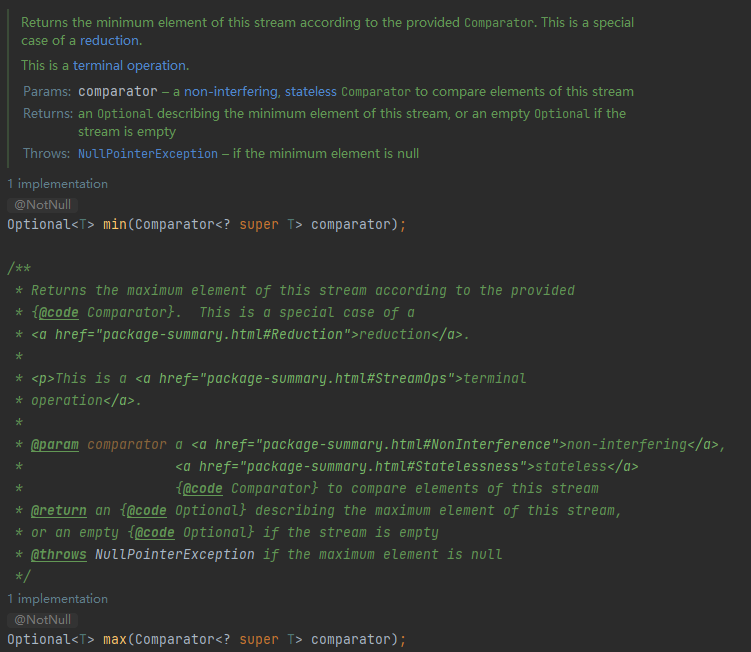 Returns the minimum element of this stream according to the provided Comparator. This is a special
case of a reduction.
This is a terminal operation.
Params: comparator – a non-interfering, stateless Comparator to compare elements of this stream
Returns: an Optional describing the minimum element of this stream, or an empty Optional if the
stream is empty
Throws: NullPointerException – if the minimum element is null
1 implementation
@NotNull
Optional<T> min(Comparator<? super T> comparator);
/**
* Returns the maximum element of this stream according to the provided
* {@code Comparator}.  This is a special case of a
* <a href="package-summary.html#Reduction">reduction</a>.
*
* <p>This is a <a href="package-summary.html#StreamOps">terminal
* operation</a>.
*
* @param comparator a <a href="package-summary.html#NonInterference">non-interfering</a>,
*                   <a href="package-summary.html#Statelessness">stateless</a>
*                   {@code Comparator} to compare elements of this stream
* @return an {@code Optional} describing the maximum element of this stream,
* or an empty {@code Optional} if the stream is empty
* @throws NullPointerException if the maximum element is null
*/
1 implementation
@NotNull
Optional<T> max(Comparator<? super T> comparator);